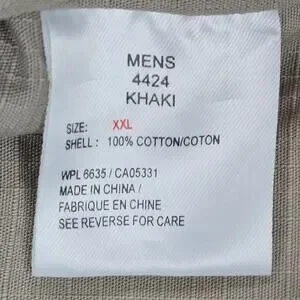 MENS
4424
KHAKI
SIZE: XXL
SHELL : 100% COTTON/COTON
WPL 6635 / CA05331
MADE IN CHINA /
FABRIQUE EN CHINE
SEE REVERSE FOR CARE